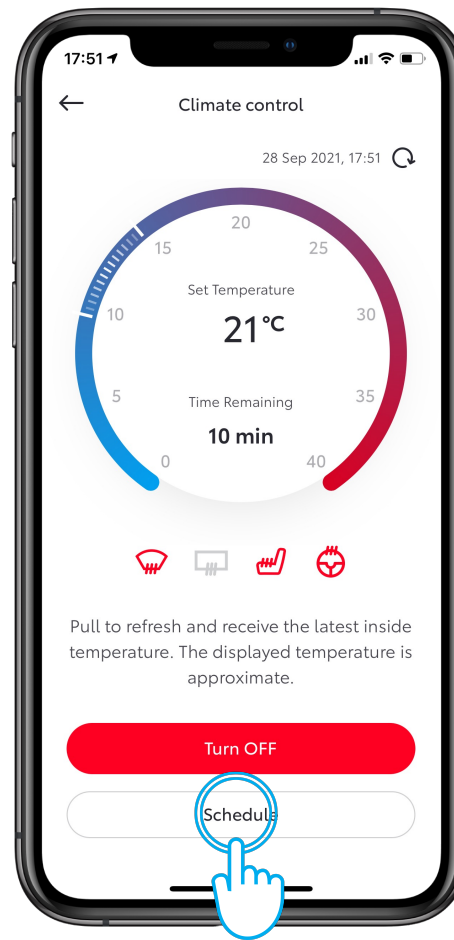 17:51
Climate control
28 Sep 2021, 17:51
20
15
25
Set Temperature
10
30
21°C
5
35
Time Remaining
10 min
0
40
Pull to refresh and receive the latest inside
temperature. The displayed temperature is
approximate.
Turn OFF
Schedule